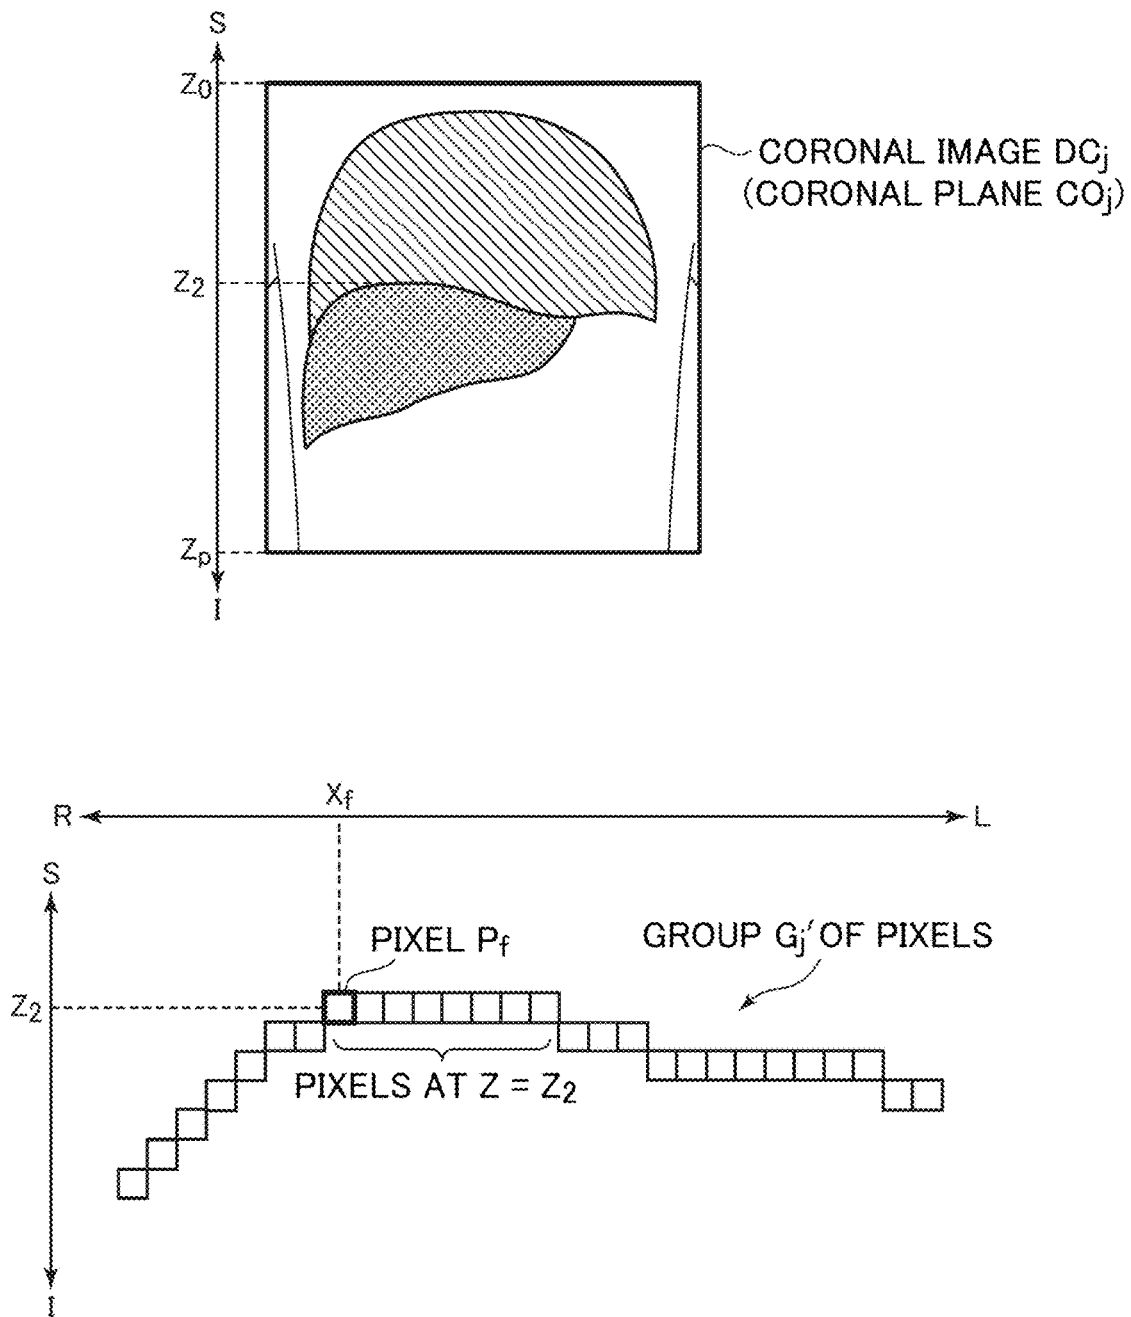 S
Z0
CORONAL IMAGE DCj
(CORONAL PLANE COj)
Z2
Zp
I
Xf
R L
S
PIXEL Pf
GROUP Gj′ OF PIXELS
Z2
PIXELS AT Z = Z2
I